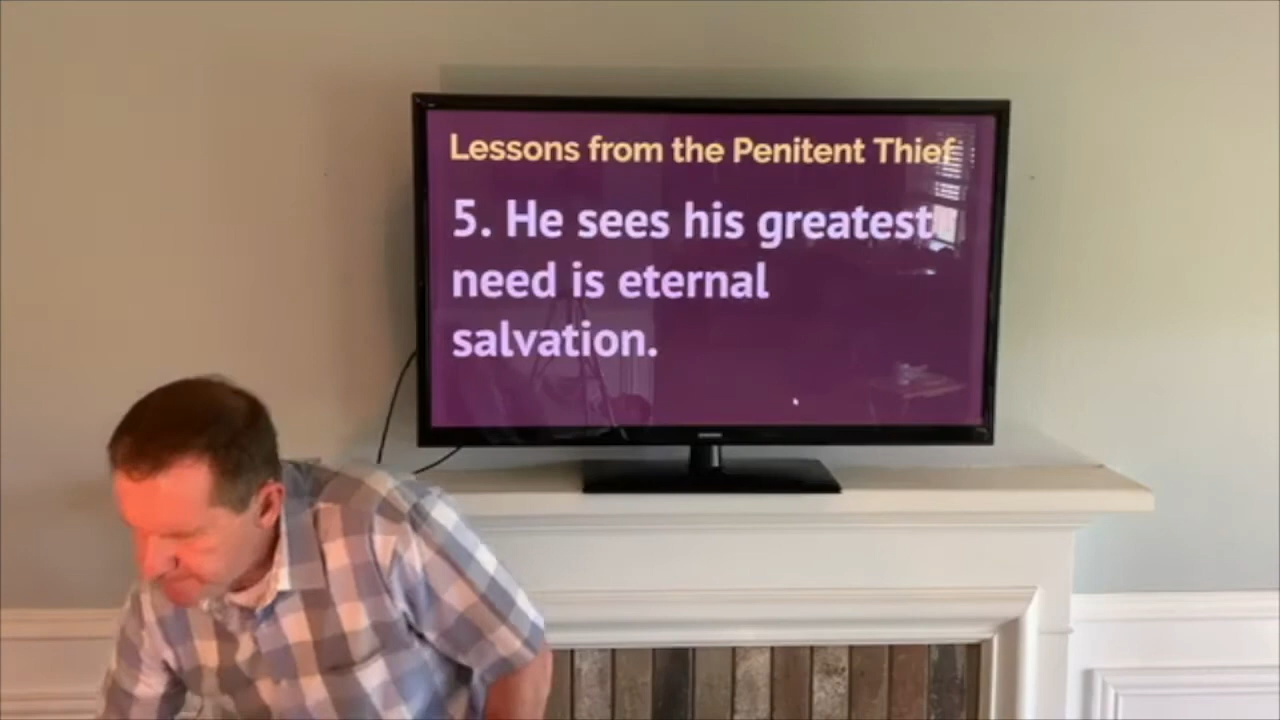 Lessons from the Penitent Thief
5. He sees his greatest
need is eternal
salvation.